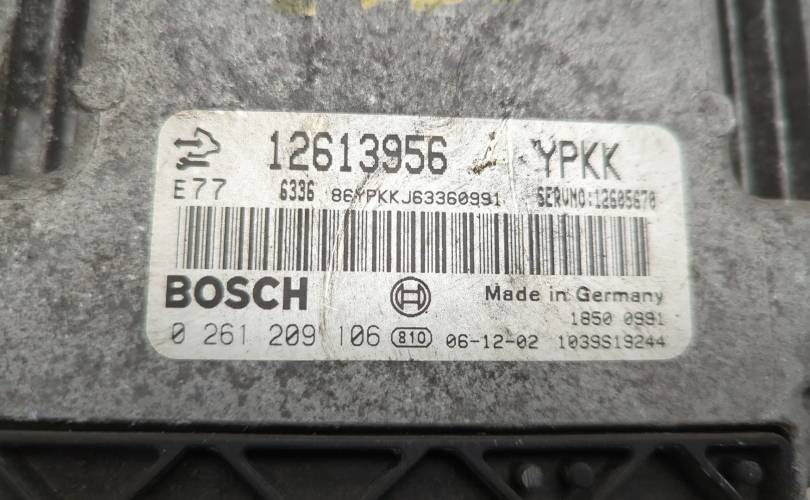 12613956 YPKK
E77 6336 86YPKKJ63360991 SERVNO:12605670
BOSCH Made in Germany
1850 0991
0 261 209 106 810 06-12-02 1039S19244